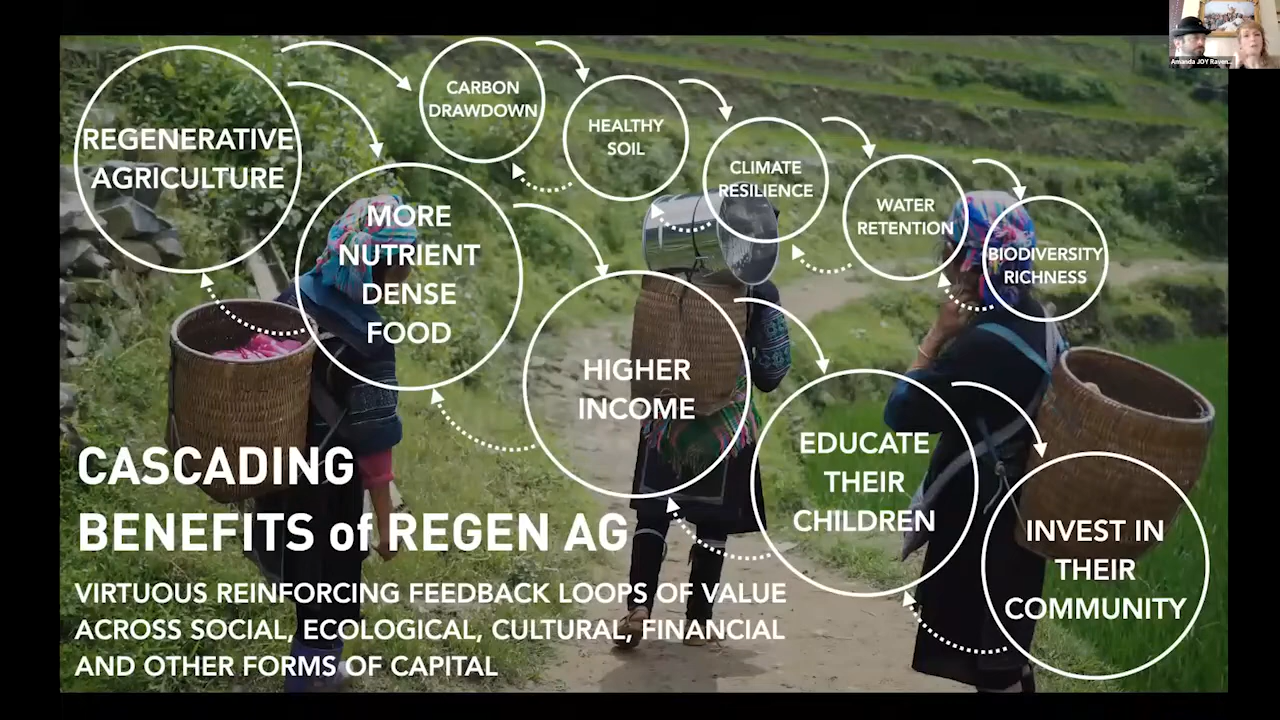 Amanda JOY Raven...
REGENERATIVE
AGRICULTURE
CARBON
DRAWDOWN
HEALTHY
SOIL
CLIMATE
RESILIENCE
WATER
RETENTION
BIODIVERSITY
RICHNESS
MORE
NUTRIENT
DENSE
FOOD
HIGHER
INCOME
EDUCATE
THEIR
CHILDREN
INVEST IN
THEIR
COMMUNITY
CASCADING
BENEFITS of REGEN AG
VIRTUOUS REINFORCING FEEDBACK LOOPS OF VALUE
ACROSS SOCIAL, ECOLOGICAL, CULTURAL, FINANCIAL
AND OTHER FORMS OF CAPITAL